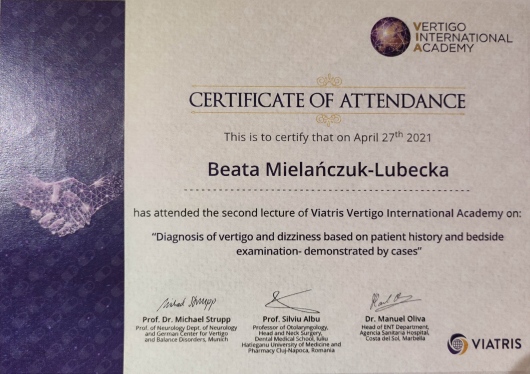 VERTIGO
INTERNATIONAL
ACADEMY
CERTIFICATE OF ATTENDANCE
This is to certify that on April 27th 2021
Beata Mielańczuk-Lubecka
has attended the second lecture of Viatris Vertigo International Academy on:
“Diagnosis of vertigo and dizziness based on patient history and bedside
examination- demonstrated by cases”
Prof. Dr. Michael Strupp
Prof. of Neurology Dept. of Neurology
and German Center for Vertigo
and Balance Disorders, Munich
Prof. Silviu Albu
Professor of Otolaryngology,
Head and Neck Surgery,
Dental Medical School, Iuliu
Hatieganu University of Medicine and
Pharmacy Cluj-Napoca, Romania
Dr. Manuel Oliva
Head of ENT Department,
Agencia Sanitaria Hospital,
Costa del Sol, Marbella
VIATRIS